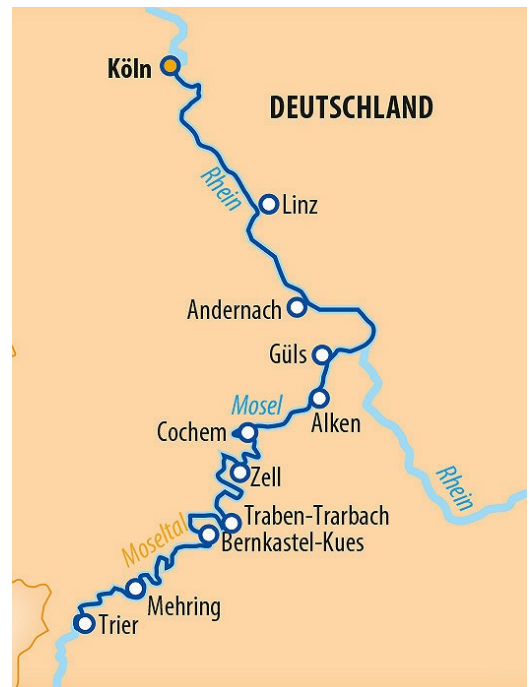 Köln
DEUTSCHLAND
Rhein
Linz
Andernach
Güls
Mosel
Alken
Cochem
Zell
Rhein
Traben-Trarbach
Moseltal
Bernkastel-Kues
Mehring
Trier